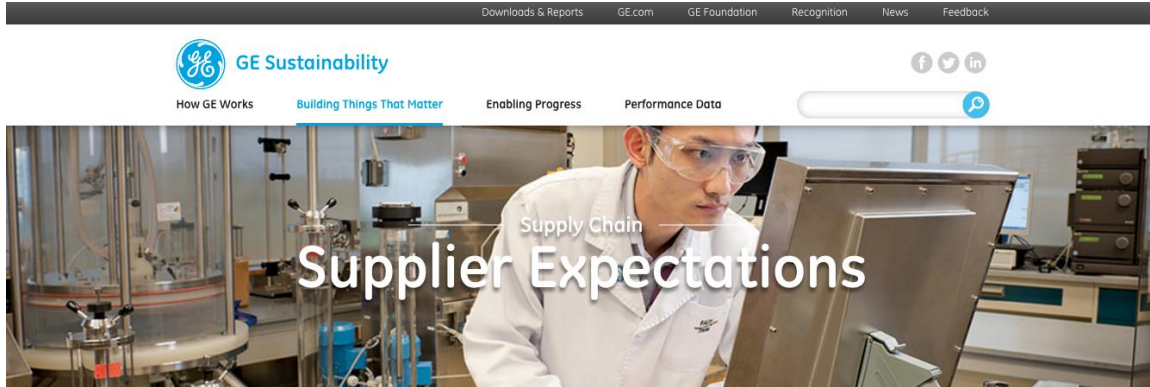 Downloads & Reports GE.com GE Foundation Recognition News Feedback
GE Sustainability
How GE Works Building Things That Matter Enabling Progress Performance Data
Supply Chain
Supplier Expectations